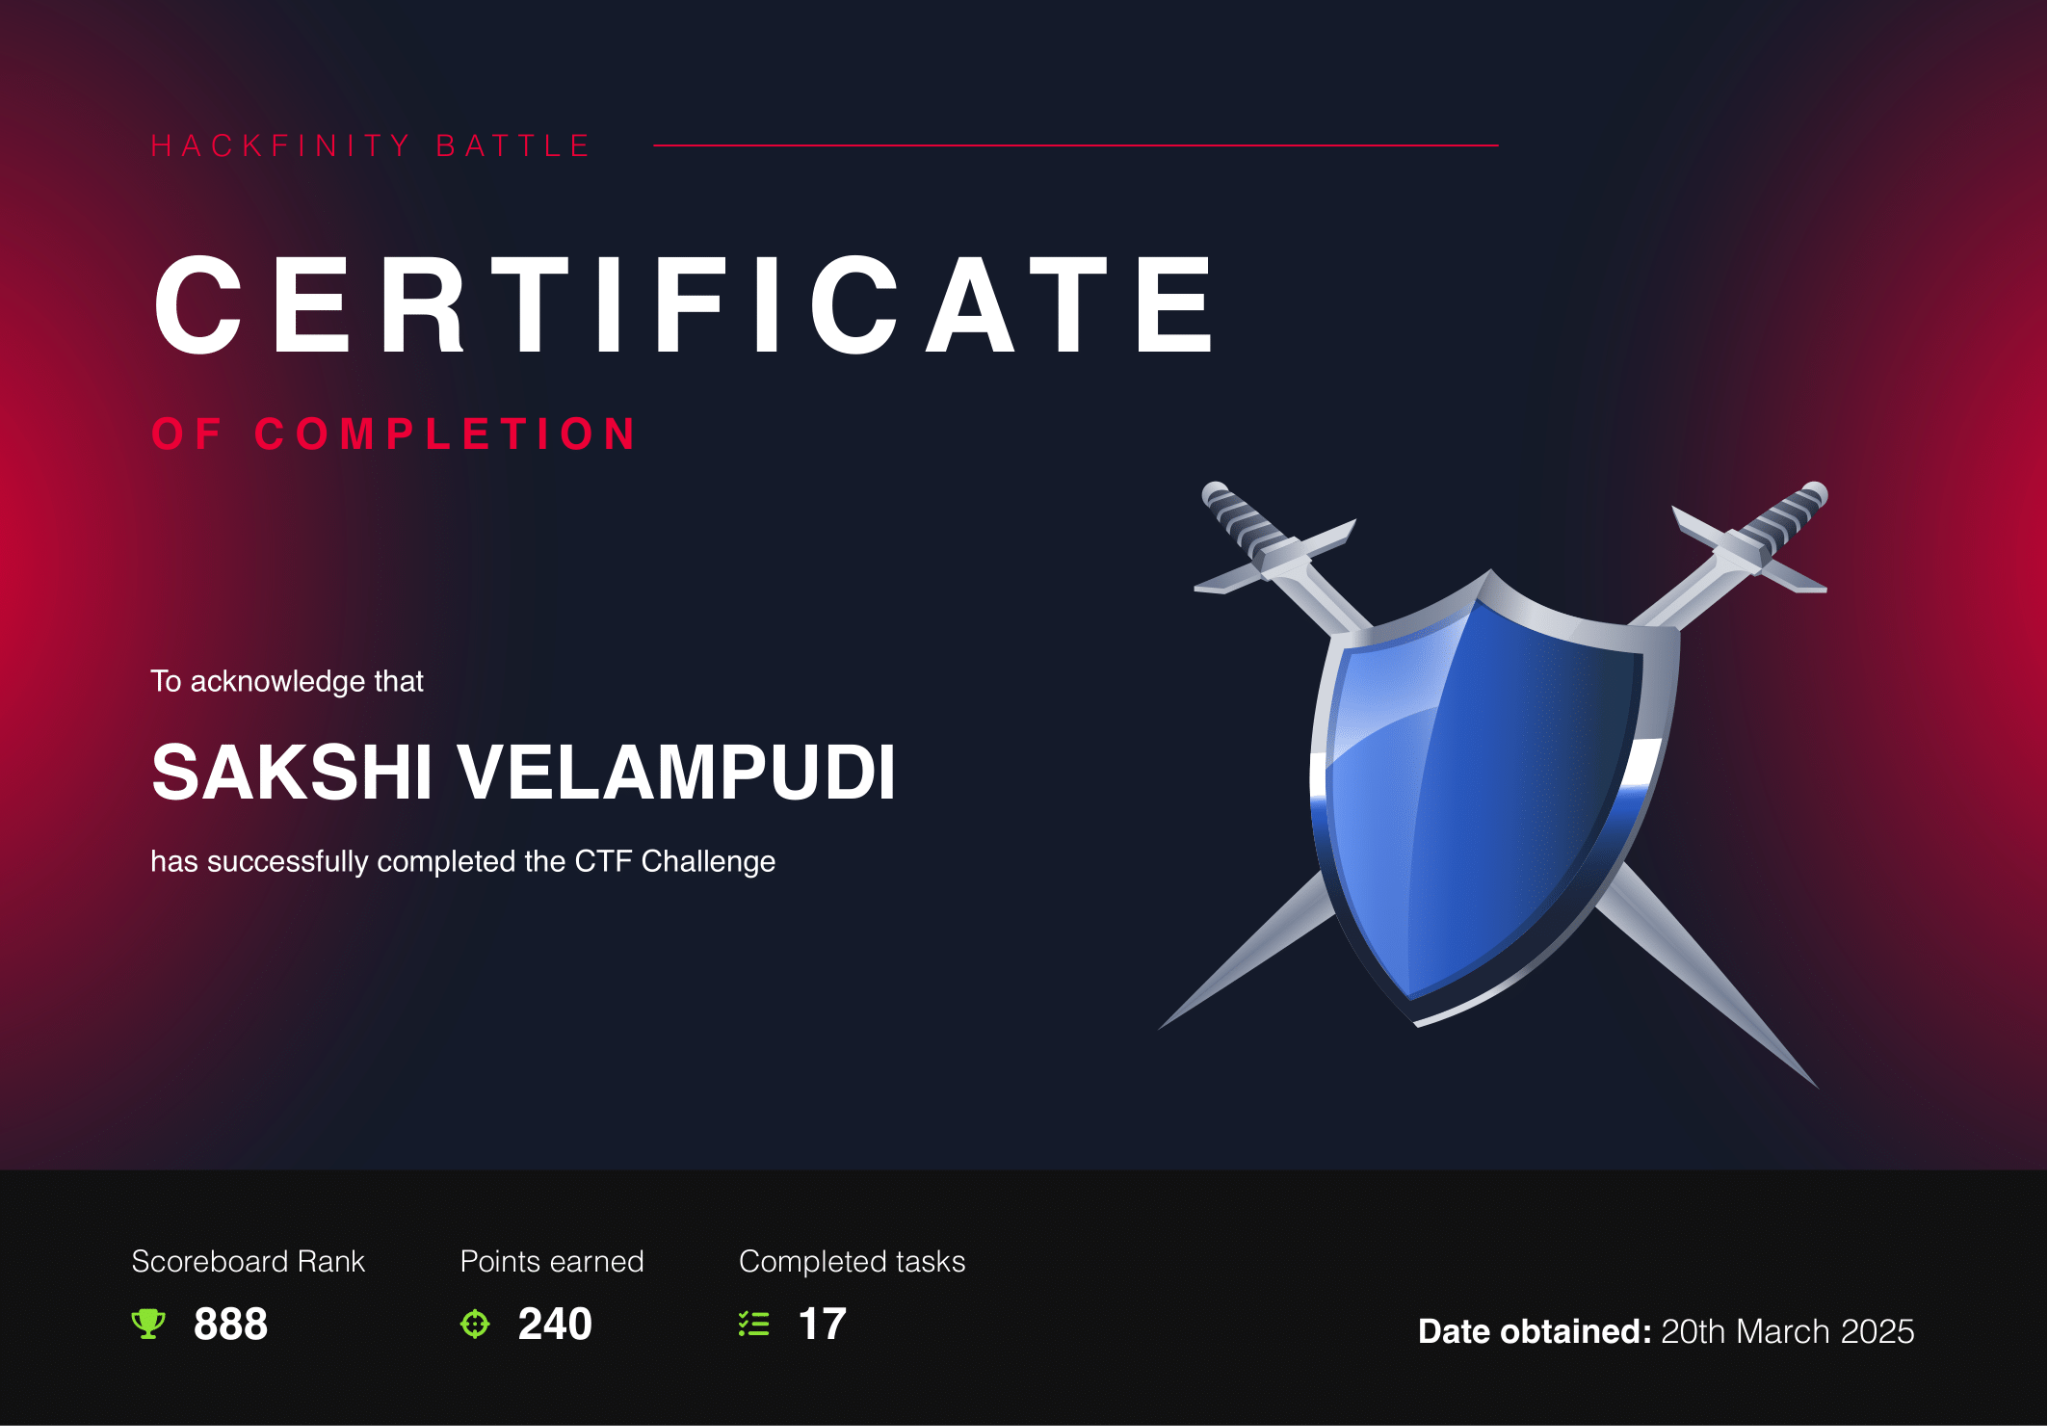 HACKFINITY BATTLE
CERTIFICATE
OF COMPLETION
To acknowledge that
SAKSHI VELAMPUDI
has successfully completed the CTF Challenge
Scoreboard Rank
888
Points earned
240
Completed tasks
17
Date obtained: 20th March 2025